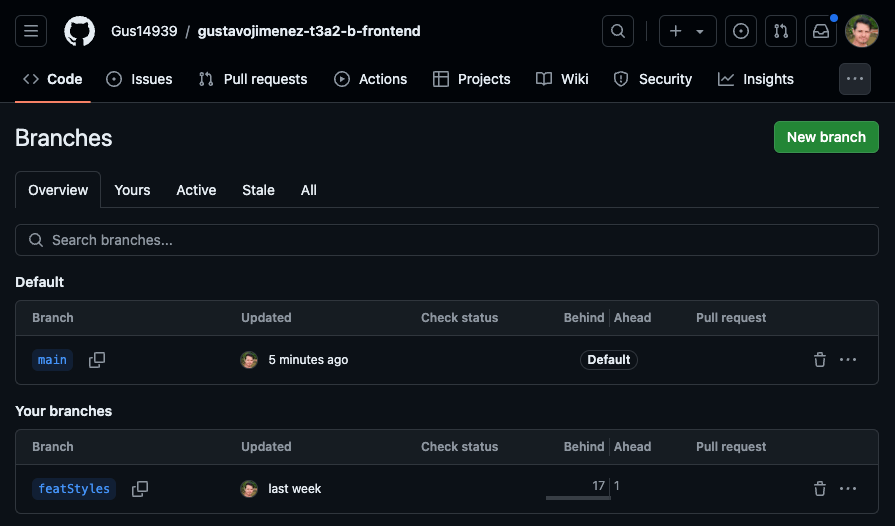 Gus14939 / gustavojimenez-t3a2-b-frontend
Code Issues Pull requests Actions Projects Wiki Security Insights
Branches
New branch
Overview Yours Active Stale All
Search branches...
Default
Branch Updated Check status Behind Ahead Pull request
main 5 minutes ago Default
Your branches
Branch Updated Check status Behind Ahead Pull request
featStyles last week 17 1